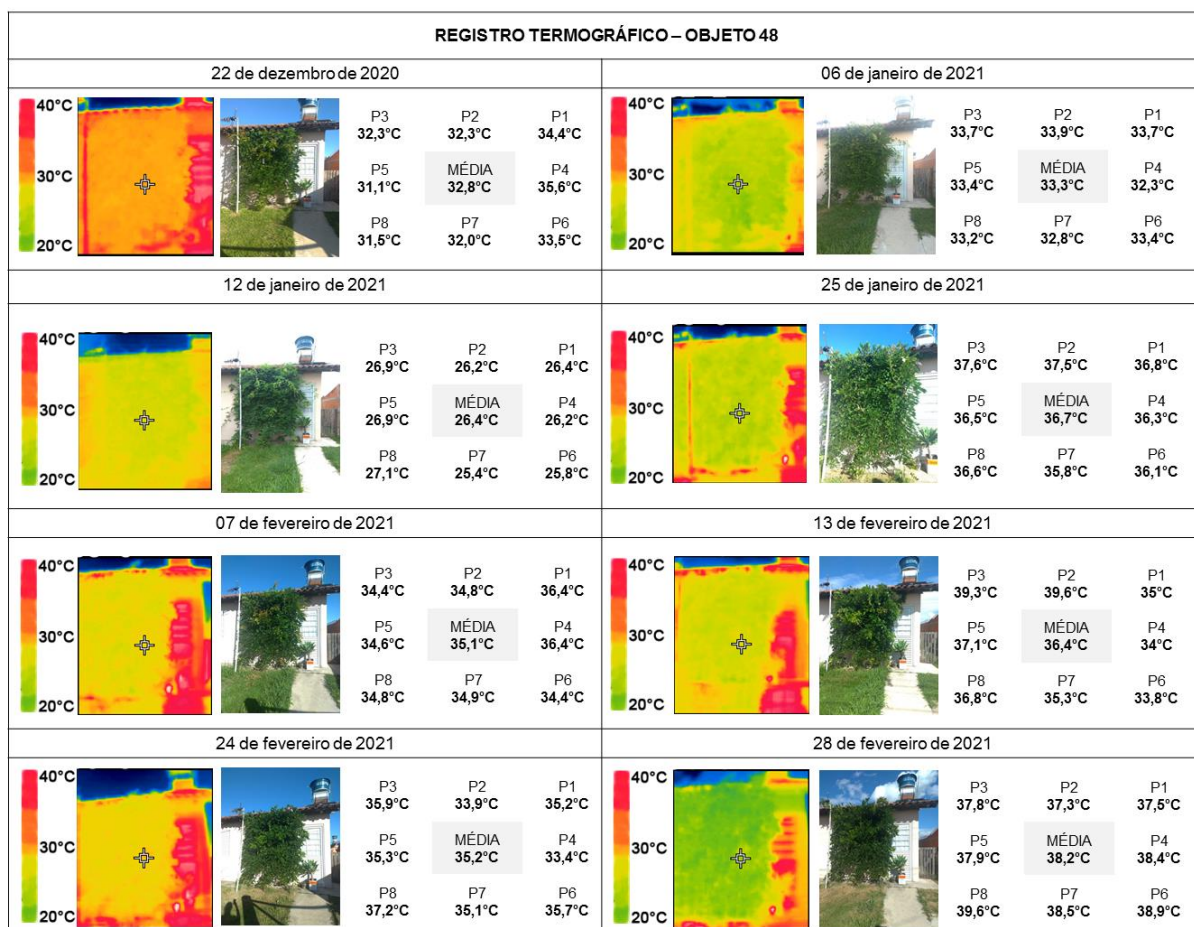 REGISTRO TERMOGRÁFICO – OBJETO 48
22 de dezembro de 2020
40°C
30°C
20°C
P3 P2 P1
32,3°C 32,3°C 34,4°C
P5 MÉDIA P4
31,1°C 32,8°C 35,6°C
P8 P7 P6
31,5°C 32,0°C 33,5°C
06 de janeiro de 2021
40°C
30°C
20°C
P3 P2 P1
33,7°C 33,9°C 33,7°C
P5 MÉDIA P4
33,4°C 33,3°C 32,3°C
P8 P7 P6
33,2°C 32,8°C 33,4°C
12 de janeiro de 2021
40°C
30°C
20°C
P3 P2 P1
26,9°C 26,2°C 26,4°C
P5 MÉDIA P4
26,9°C 26,4°C 26,2°C
P8 P7 P6
27,1°C 25,4°C 25,8°C
25 de janeiro de 2021
40°C
30°C
20°C
P3 P2 P1
37,6°C 37,5°C 36,8°C
P5 MÉDIA P4
36,5°C 36,7°C 36,3°C
P8 P7 P6
36,6°C 35,8°C 36,1°C
07 de fevereiro de 2021
40°C
30°C
20°C
P3 P2 P1
34,4°C 34,8°C 36,4°C
P5 MÉDIA P4
34,6°C 35,1°C 36,4°C
P8 P7 P6
34,8°C 34,9°C 34,4°C
13 de fevereiro de 2021
40°C
30°C
20°C
P3 P2 P1
39,3°C 39,6°C 35°C
P5 MÉDIA P4
37,1°C 36,4°C 34°C
P8 P7 P6
36,8°C 35,3°C 33,8°C
24 de fevereiro de 2021
40°C
30°C
20°C
P3 P2 P1
35,9°C 33,9°C 35,2°C
P5 MÉDIA P4
35,3°C 35,2°C 33,4°C
P8 P7 P6
37,2°C 35,1°C 35,7°C
28 de fevereiro de 2021
40°C
30°C
20°C
P3 P2 P1
37,8°C 37,3°C 37,5°C
P5 MÉDIA P4
37,9°C 38,2°C 38,4°C
P8 P7 P6
39,6°C 38,5°C 38,9°C